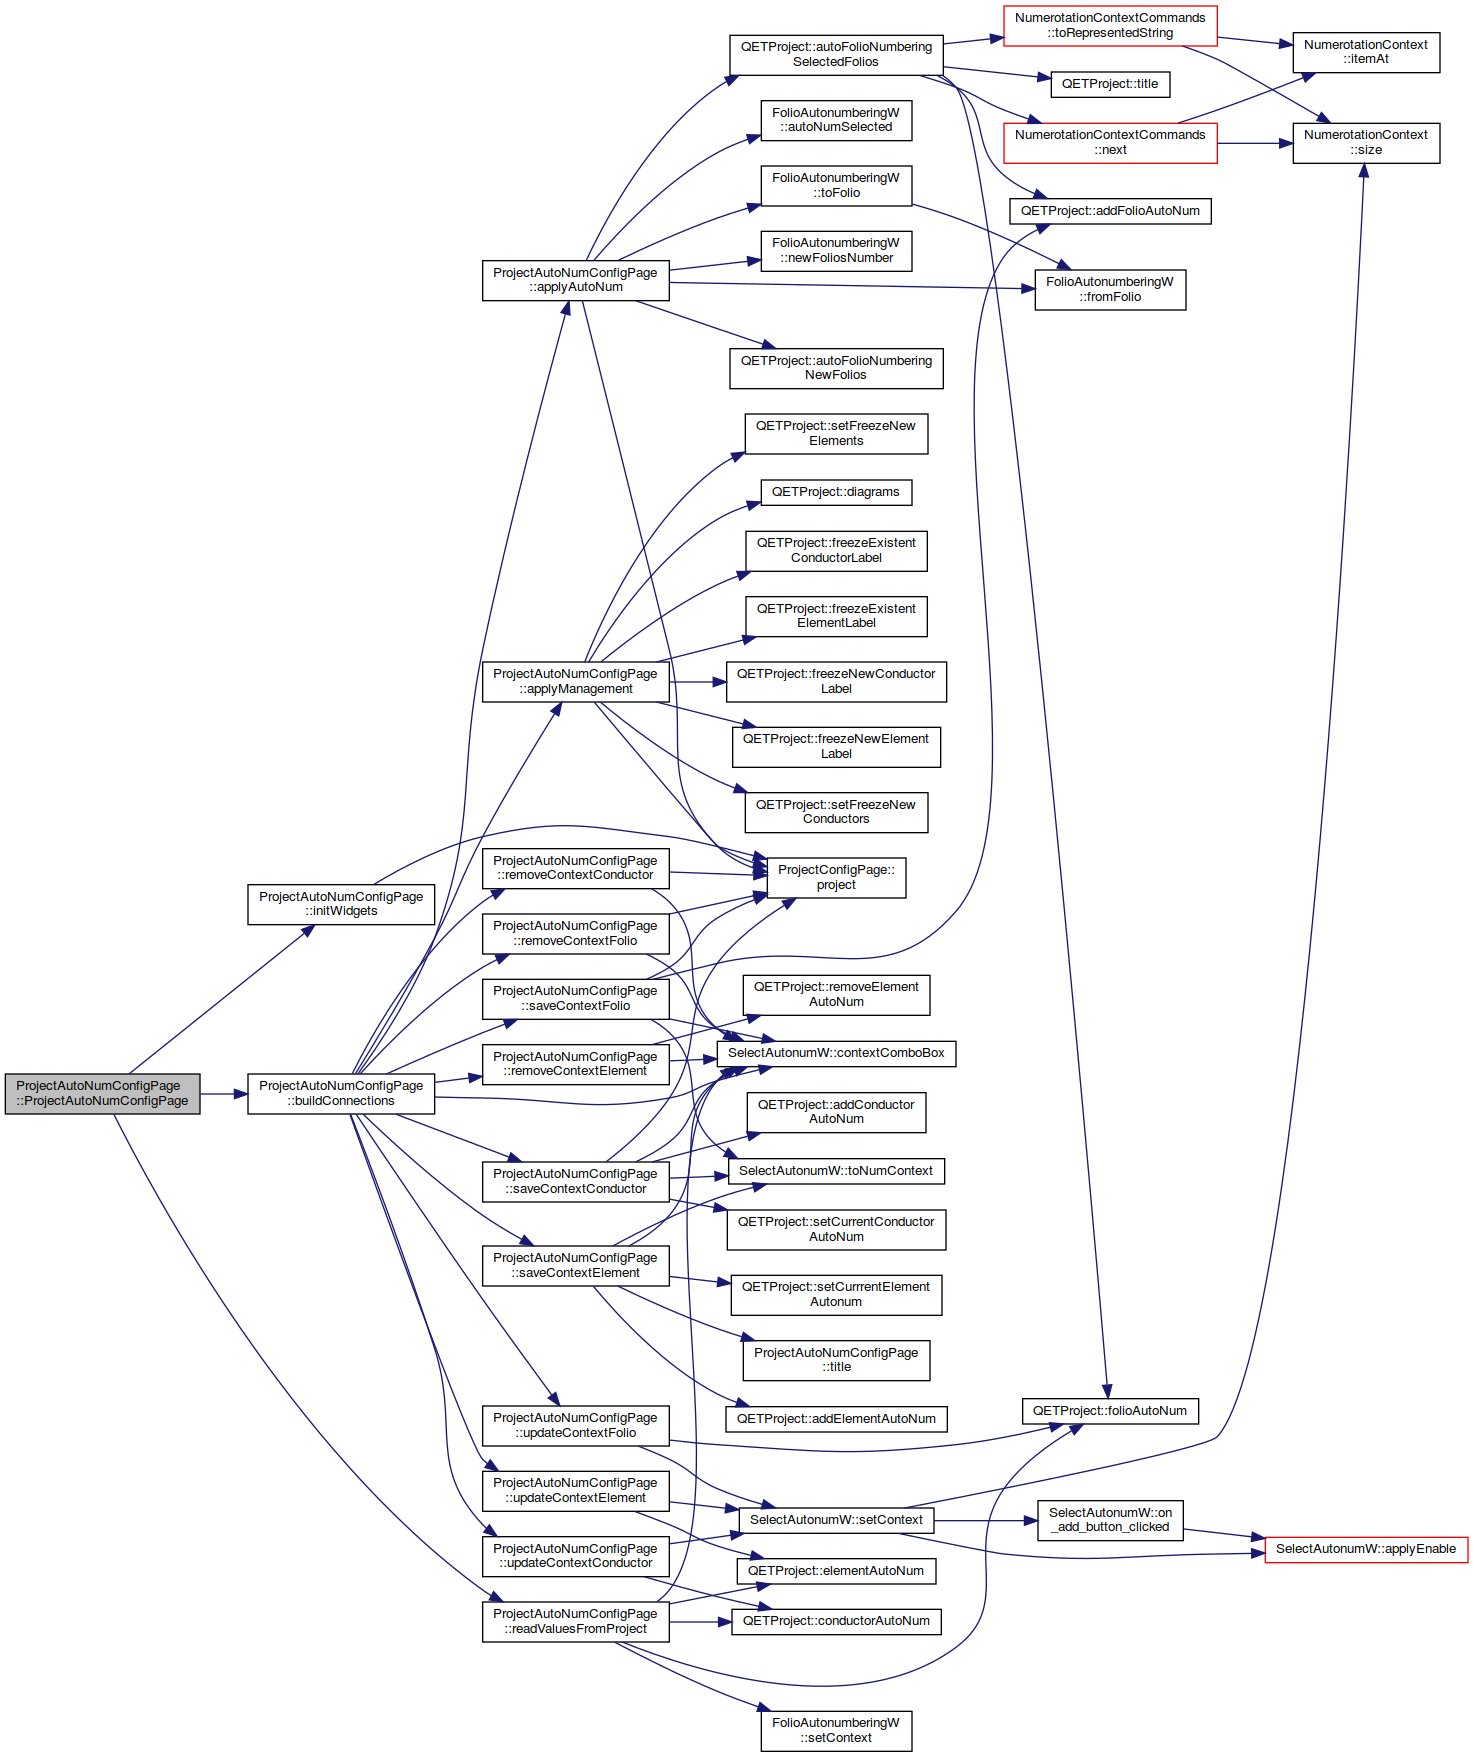 ProjectAutoNumConfigPage
::ProjectAutoNumConfigPage
ProjectAutoNumConfigPage
::initWidgets
ProjectAutoNumConfigPage
::buildConnections
ProjectAutoNumConfigPage
::applyAutoNum
ProjectAutoNumConfigPage
::applyManagement
ProjectAutoNumConfigPage
::removeContextConductor
ProjectAutoNumConfigPage
::removeContextFolio
ProjectAutoNumConfigPage
::saveContextFolio
ProjectAutoNumConfigPage
::removeContextElement
ProjectAutoNumConfigPage
::saveContextConductor
ProjectAutoNumConfigPage
::saveContextElement
ProjectAutoNumConfigPage
::updateContextFolio
ProjectAutoNumConfigPage
::updateContextElement
ProjectAutoNumConfigPage
::updateContextConductor
ProjectAutoNumConfigPage
::readValuesFromProject
QETProject::autoFolioNumbering
SelectedFolios
FolioAutonumberingW
::autoNumSelected
FolioAutonumberingW
::toFolio
FolioAutonumberingW
::newFoliosNumber
QETProject::autoFolioNumbering
NewFolios
QETProject::setFreezeNew
Elements
QETProject::diagrams
QETProject::freezeExistent
ConductorLabel
QETProject::freezeExistent
ElementLabel
QETProject::freezeNewConductor
Label
QETProject::freezeNewElement
Label
QETProject::setFreezeNew
Conductors
ProjectConfigPage::
project
QETProject::removeElement
AutoNum
SelectAutonumW::contextComboBox
QETProject::addConductor
AutoNum
SelectAutonumW::toNumContext
QETProject::setCurrentConductor
AutoNum
QETProject::setCurrrentElement
Autonum
ProjectAutoNumConfigPage
::title
QETProject::addElementAutoNum
SelectAutonumW::setContext
QETProject::elementAutoNum
QETProject::conductorAutoNum
FolioAutonumberingW
::setContext
NumerotationContextCommands
::toRepresentedString
QETProject::title
NumerotationContextCommands
::next
QETProject::addFolioAutoNum
FolioAutonumberingW
::fromFolio
QETProject::folioAutoNum
SelectAutonumW::on
_add_button_clicked
NumerotationContext
::itemAt
NumerotationContext
::size
SelectAutonumW::applyEnable